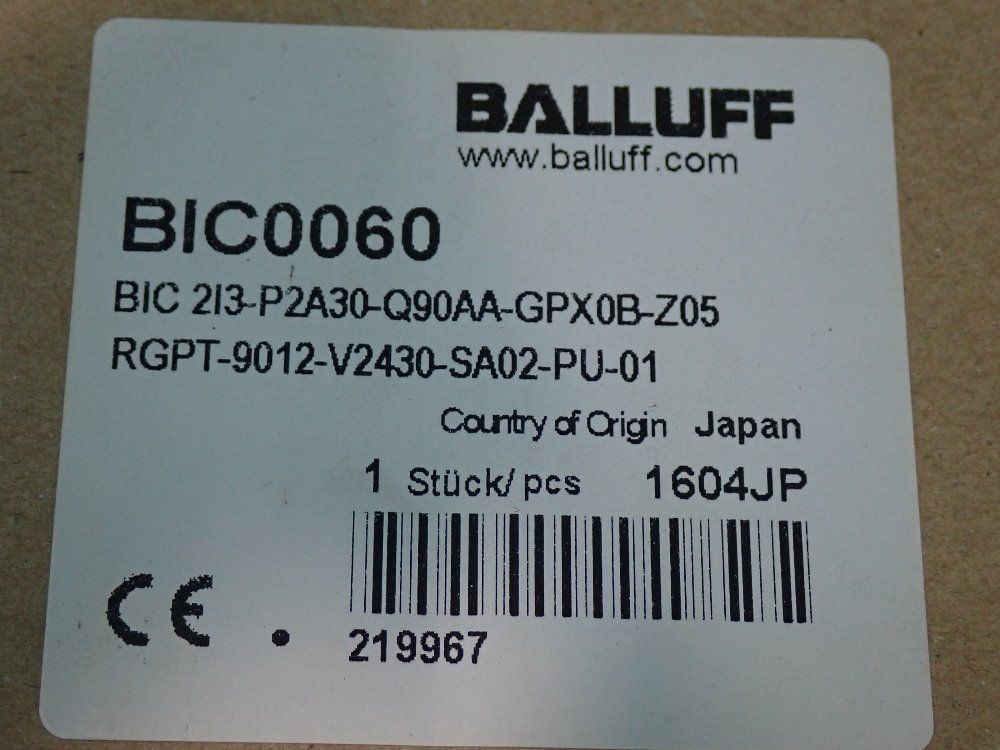 BALLUFF
www.balluff.com
BIC0060
BIC 2I3-P2A30-Q90AA-GPX0B-Z05
RGPT-9012-V2430-SA02-PU-01
Country of Origin Japan
1 Stück/pcs 1604JP
CE
219967